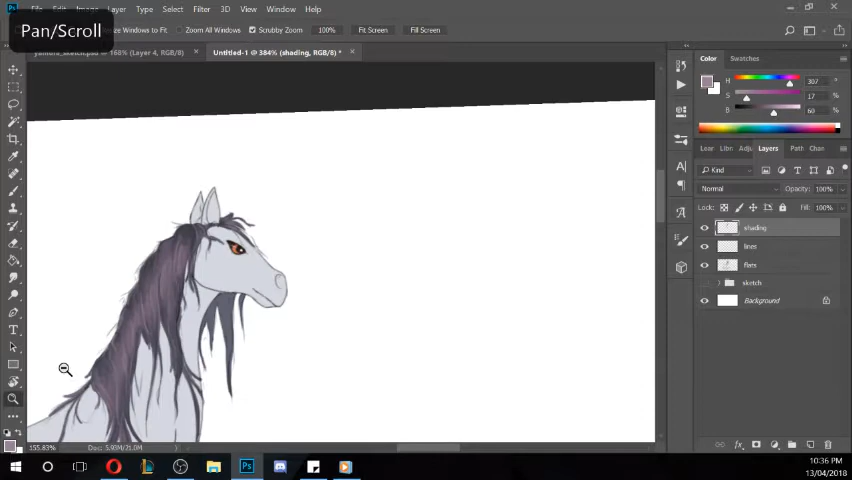 Pan/Scroll
File Edit Image Layer Type Select Filter 3D View Window Help
Resize Windows to Fit Zoom All Windows Scrubby Zoom 100% Fit Screen Fill Screen
@ 168% (Layer 4, RGB/8) × Untitled-1 @ 384% (shading, RGB/8) * ×
Color Swatches
H 307 °
S 17 %
B 60 %
Lear Libr Adju Layers Path Chan
Kind
Normal Opacity: 100%
Lock: Fill: 100%
shading
lines
flats
sketch
Background
155.83% Doc: 5.93M/21.0M
10:36 PM
13/04/2018